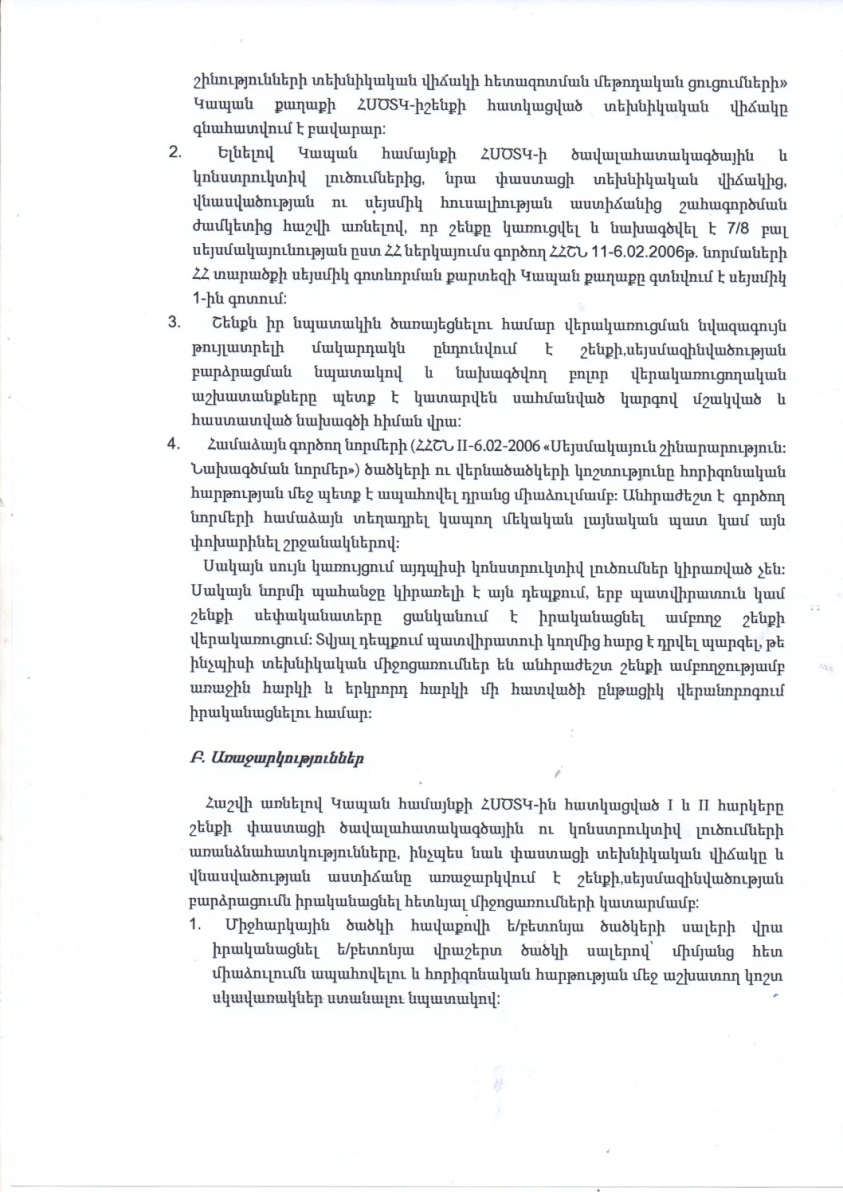 շինությունների տեխնիկական վիճակի հետազոտման մեթոդական ցուցումների»
Կապան քաղաքի ՀՍԾՏԿ-իշենքի հատկացված տեխնիկական վիճակը
գնահատվում է բավարար:
2. Ելնելով Կապան համայնքի ՀՍԾՏԿ-ի ծավալահատակագծային և
կոնստրուկտիվ լուծումներից, նրա փաստացի տեխնիկական վիճակից,
վնասվածության ու սեյսմիկ հուսալիության աստիճանից շահագործման
ժամկետից հաշվի առնելով, որ շենքը կառուցվել և նախագծվել է 7/8 բալ
սեյսմակայունության ըստ ՀՀ ներկայումս գործող ՀՀՇՆ 11-6.02.2006թ. նորմաների
ՀՀ տարածքի սեյսմիկ գոտևորման քարտեզի Կապան քաղաքը գտնվում է սեյսմիկ
1-ին գոտում:
3. Շենքն իր նպատակին ծառայեցնելու համար վերակառուցման նվազագույն
թույլատրելի մակարդակն ընդունվում է շենքի,սեյսմազինվածության
բարձրացման նպատակով և նախագծվող բոլոր վերակառուցողական
աշխատանքները պետք է կատարվեն սահմանված կարգով մշակված և
հաստատված նախագծի հիման վրա:
4. Համաձայն գործող նորմերի (ՀՀՇՆ II-6.02-2006 «Սեյսմակայուն շինարարություն:
Նախագծման նորմեր») ծածկերի ու վերնածածկերի կոշտությունը հորիզոնական
հարթության մեջ պետք է ապահովել դրանց միաձուլմամբ: Անհրաժեշտ է գործող
նորմերի համաձայն տեղադրել կապող մեկական լայնական պատ կամ այն
փոխարինել շրջանակներով:
Սակայն սույն կառույցում այդպիսի կոնստրուկտիվ լուծումներ կիրառված չեն:
Սակայն նորմի պահանջը կիրառելի է այն դեպքում, երբ պատվիրատուն կամ
շենքի սեփականատերը ցանկանում է իրականացնել ամբողջ շենքի
վերակառուցում: Տվյալ դեպքում պատվիրատուի կողմից հարց է դրվել պարզել, թե
ինչպիսի տեխնիկական միջոցառումներ են անհրաժեշտ շենքի ամբողջությամբ
առաջին հարկի և երկրորդ հարկի մի հատվածի ընթացիկ վերանորոգում
իրականացնելու համար:
Բ. Առաջարկություններ
Հաշվի առնելով Կապան համայնքի ՀՍԾՏԿ-ին հատկացված I և II հարկերը
շենքի փաստացի ծավալահատակագծային ու կոնստրուկտիվ լուծումների
առանձնահատկությունները, ինչպես նաև փաստացի տեխնիկական վիճակը և
վնասվածության աստիճանը առաջարկվում է շենքի,սեյսմազինվածության
բարձրացումն իրականացնել հետևյալ միջոցառումների կատարմամբ:
1. Միջհարկային ծածկի հավաքովի ե/բետոնյա ծածկերի սալերի վրա
իրականացնել ե/բետոնյա վրաշերտ ծածկի սալերով՝ միմյանց հետ
միաձուլումն ապահովելու և հորիզոնական հարթության մեջ աշխատող կոշտ
սկավառակներ ստանալու նպատակով: